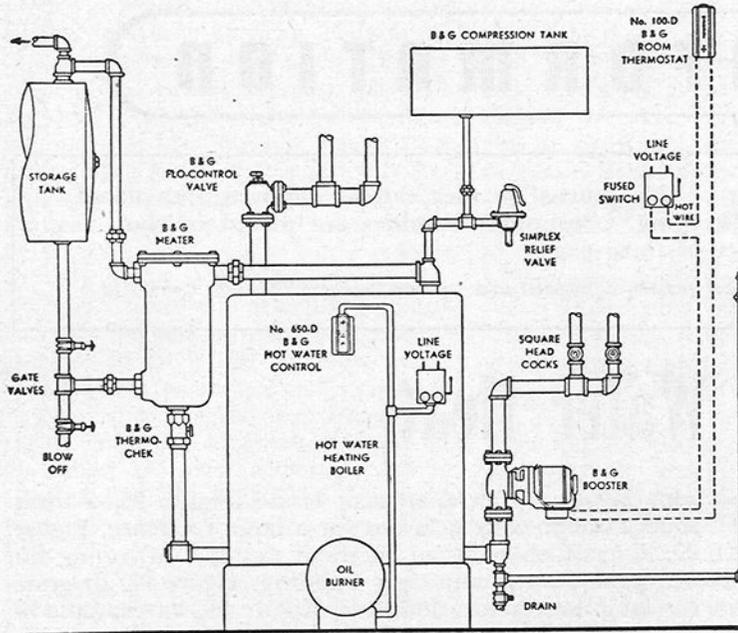 No. 100-D
B & G
ROOM
THERMOSTAT
B & G COMPRESSION TANK
STORAGE
TANK
B & G
FLO-CONTROL
VALVE
LINE
VOLTAGE
FUSED
SWITCH
HOT
WIRE
B & G
HEATER
SIMPLEX
RELIEF
VALVE
No. 650-D
B & G
HOT WATER
CONTROL
LINE
VOLTAGE
SQUARE
HEAD
COCKS
GATE
VALVES
B & G
THERMO-
CHEK
BLOW
OFF
HOT WATER
HEATING
BOILER
B & G
BOOSTER
OIL
BURNER
DRAIN